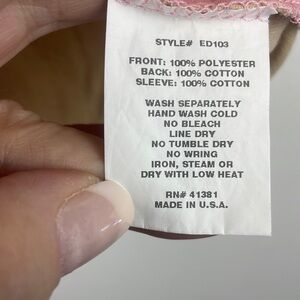 STYLE# ED103
FRONT: 100% POLYESTER
BACK: 100% COTTON
SLEEVE: 100% COTTON
WASH SEPARATELY
HAND WASH COLD
NO BLEACH
LINE DRY
NO TUMBLE DRY
NO WRING
IRON, STEAM OR
DRY WITH LOW HEAT
RN# 41381
MADE IN U.S.A.